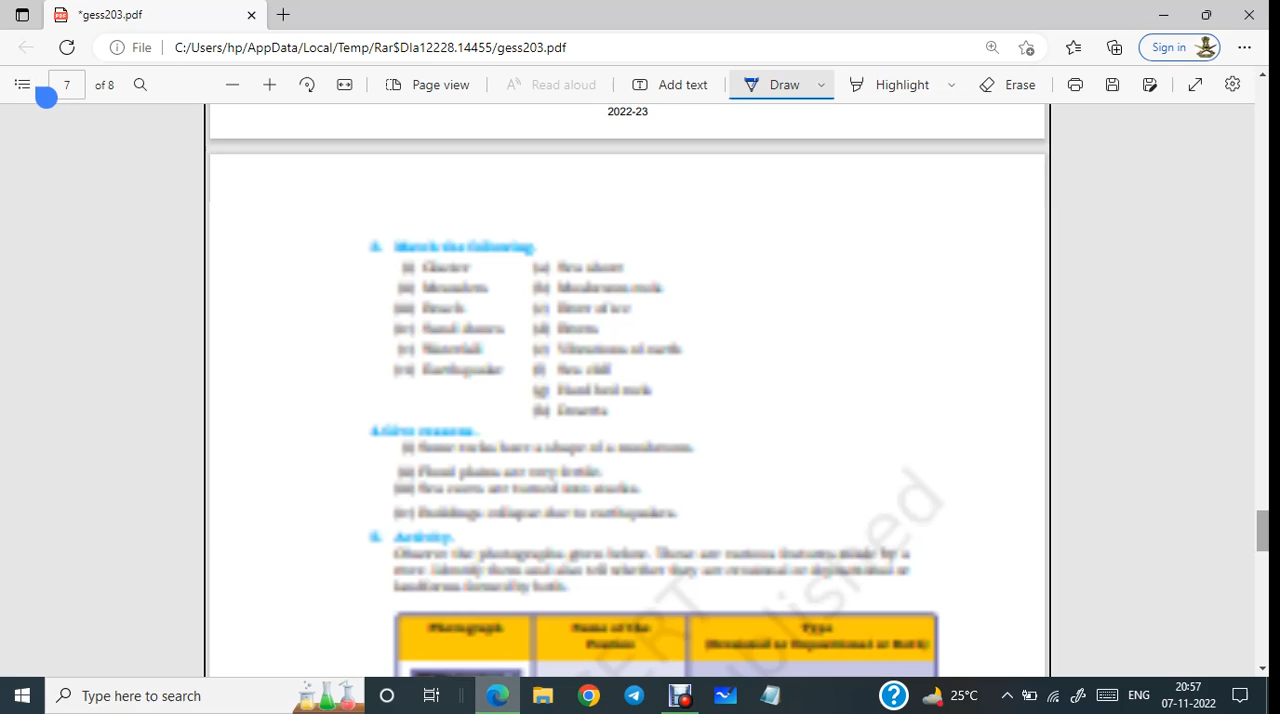 *gess203.pdf
File C:/Users/hp/AppData/Local/Temp/Rar$DIa12228.14455/gess203.pdf Sign in
7 of 8 Page view Read aloud Add text Draw Highlight Erase
2022-23
Match the following.
(i) Glacier (a) Sea shore
(ii) Meanders (b) Mushroom rock
(iii) Beach (c) River of ice
(iv) Sand dunes (d) Rivers
(v) Waterfall (e) Vibrations of earth
(vi) Earthquake (f) Sea cliff
(g) Hard bed rock
(h) Deserts
Give reasons.
(i) Some rocks have a shape of a mushroom.
(ii) Flood plains are very fertile.
(iii) Sea caves are turned into stacks.
(iv) Buildings collapse due to earthquakes.
5. Activity.
Observe the photographs given below. These are various features made by a
river. Identify them and also tell whether they are erosional or depositional or
landforms formed by both.
Photograph Name of the Feature Type (Erosional or Depositional or Both)
Type here to search 25°C ENG 20:57
07-11-2022